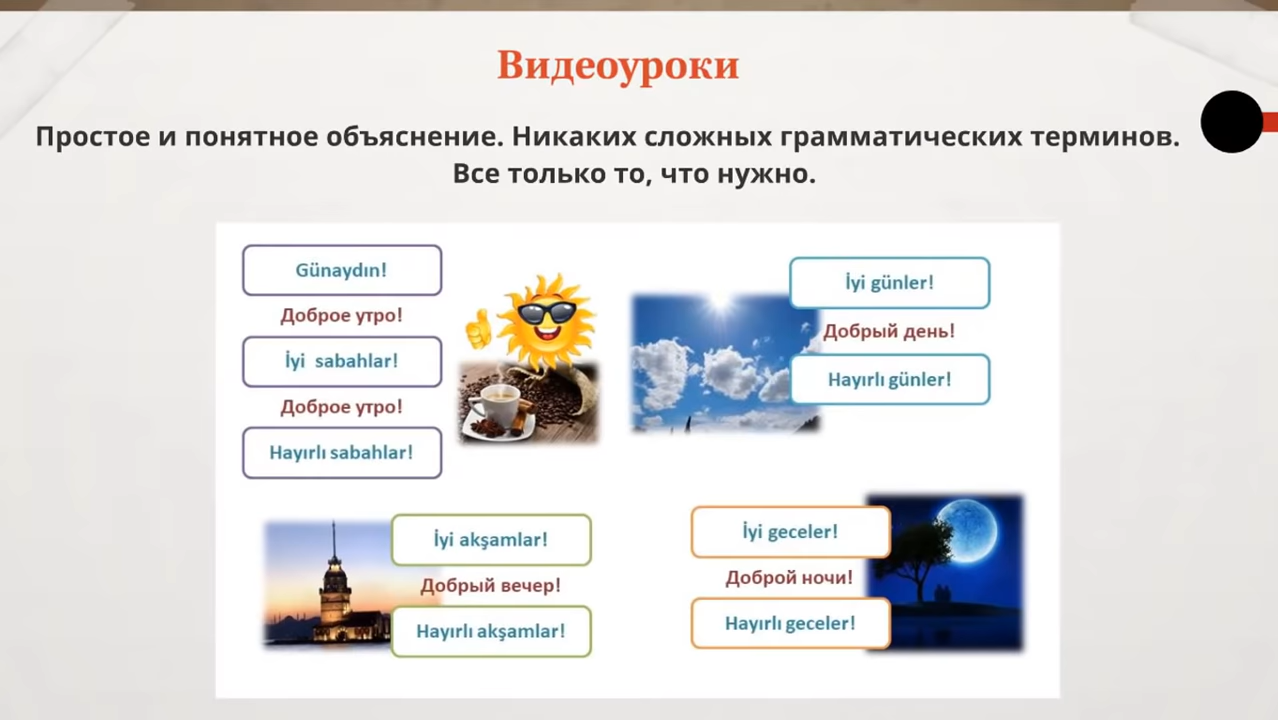 Видеоуроки
Простое и понятное объяснение. Никаких сложных грамматических терминов.
Все только то, что нужно.
Günaydın!
Доброе утро!
İyi sabahlar!
Доброе утро!
Hayırlı sabahlar!
İyi günler!
Добрый день!
Hayırlı günler!
İyi akşamlar!
Добрый вечер!
Hayırlı akşamlar!
İyi geceler!
Доброй ночи!
Hayırlı geceler!